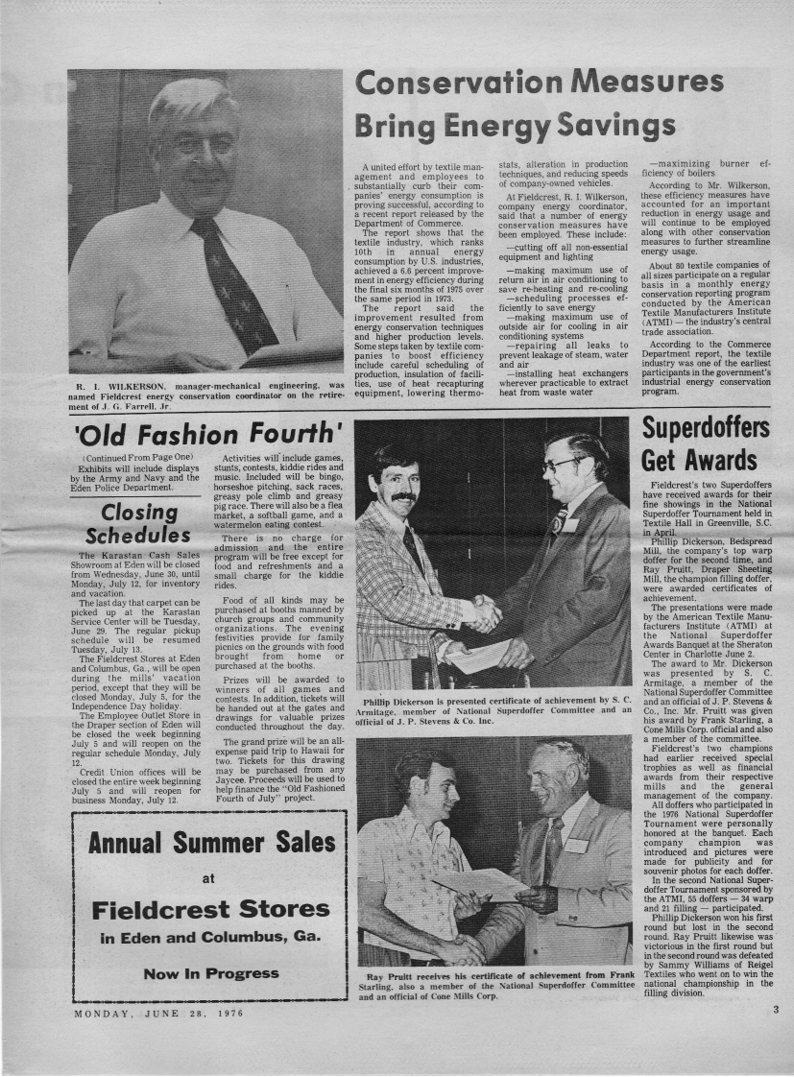 Conservation Measures
Bring Energy Savings
R. I. WILKERSON, manager-mechanical engineering, was
named Fieldcrest energy conservation coordinator on the retire-
ment of J. G. Farrell, Jr.
A united effort by textile man-
agement and employees to
substantially curb their com-
panies' energy consumption is
proving successful, according to
a recent report released by the
Department of Commerce.
The report shows that the
textile industry, which ranks
10th in annual energy
consumption by U.S. industries,
achieved a 6.6 percent improve-
ment in energy efficiency during
the final six months of 1975 over
the same period in 1973.
The report said the
improvement resulted from
energy conservation techniques
and higher production levels.
Some steps taken by textile com-
panies to boost efficiency
include careful scheduling of
production, insulation of facili-
ties, use of heat recapturing
equipment, lowering thermo-
stats, alteration in production
techniques, and reducing speeds
of company-owned vehicles.
At Fieldcrest, R. I. Wilkerson,
company energy coordinator,
said that a number of energy
conservation measures have
been employed. These include:
—cutting off all non-essential
equipment and lighting
—making maximum use of
return air in air conditioning to
save re-heating and re-cooling
—scheduling processes ef-
ficiently to save energy
—making maximum use of
outside air for cooling in air
conditioning systems
—repairing all leaks to
prevent leakage of steam, water
and air
—installing heat exchangers
wherever practicable to extract
heat from waste water
—maximizing burner ef-
ficiency of boilers
According to Mr. Wilkerson,
these efficiency measures have
accounted for an important
reduction in energy usage and
will continue to be employed
along with other conservation
measures to further streamline
energy usage.
About 80 textile companies of
all sizes participate on a regular
basis in a monthly energy
conservation reporting program
conducted by the American
Textile Manufacturers Institute
(ATMI) — the industry's central
trade association.
According to the Commerce
Department report, the textile
industry was one of the earliest
participants in the government's
industrial energy conservation
program.
'Old Fashion Fourth'
(Continued From Page One)
Exhibits will include displays
by the Army and Navy and the
Eden Police Department.
Activities will include games,
stunts, contests, kiddie rides and
music. Included will be bingo,
horseshoe pitching, sack races,
greasy pole climb and greasy
pig race. There will also be a flea
market, a softball game, and a
watermelon eating contest.
There is no charge for
admission and the entire
program will be free except for
food and refreshments and a
small charge for the kiddie
rides.
Food of all kinds may be
purchased at booths manned by
church groups and community
organizations. The evening
festivities provide for family
picnics on the grounds with food
brought from home or
purchased at the booths.
Prizes will be awarded to
winners of all games and
contests. In addition, tickets will
be handed out at the gates and
drawings for valuable prizes
conducted throughout the day.
The grand prize will be an all-
expense paid trip to Hawaii for
two. Tickets for this drawing
may be purchased from any
Jaycee. Proceeds will be used to
help finance the "Old Fashioned
Fourth of July" project.
Closing
Schedules
The Karastan Cash Sales
Showroom at Eden will be closed
from Wednesday, June 30, until
Monday, July 12, for inventory
and vacation.
The last day that carpet can be
picked up at the Karastan
Service Center will be Tuesday,
June 29. The regular pickup
schedule will be resumed
Tuesday, July 13.
The Fieldcrest Stores at Eden
and Columbus, Ga., will be open
during the mills' vacation
period, except that they will be
closed Monday, July 5, for the
Independence Day holiday.
The Employee Outlet Store in
the Draper section of Eden will
be closed the week beginning
July 5 and will reopen on the
regular schedule Monday, July
12.
Credit Union offices will be
closed the entire week beginning
July 5 and will reopen for
business Monday, July 12.
Annual Summer Sales
at
Fieldcrest Stores
in Eden and Columbus, Ga.
Now In Progress
Phillip Dickerson is presented certificate of achievement by S. C.
Armitage, member of National Superdoffer Committee and an
official of J. P. Stevens & Co. Inc.
Ray Pruitt receives his certificate of achievement from Frank
Starling, also a member of the National Superdoffer Committee
and an official of Cone Mills Corp.
Superdoffers
Get Awards
Fieldcrest's two Superdoffers
have received awards for their
fine showings in the National
Superdoffer Tournament held in
Textile Hall in Greenville, S.C.
in April.
Phillip Dickerson, Bedspread
Mill, the company's top warp
doffer for the second time, and
Ray Pruitt, Draper Sheeting
Mill, the champion filling doffer,
were awarded certificates of
achievement.
The presentations were made
by the American Textile Manu-
facturers Institute (ATMI) at
the National Superdoffer
Awards Banquet at the Sheraton
Center in Charlotte June 2.
The award to Mr. Dickerson
was presented by S. C.
Armitage, a member of the
National Superdoffer Committee
and an official of J. P. Stevens &
Co., Inc. Mr. Pruitt was given
his award by Frank Starling, a
Cone Mills Corp. official and also
a member of the committee.
Fieldcrest's two champions
had earlier received special
trophies as well as financial
awards from their respective
mills and the general
management of the company.
All doffers who participated in
the 1976 National Superdoffer
Tournament were personally
honored at the banquet. Each
company champion was
introduced and pictures were
made for publicity and for
souvenir photos for each doffer.
In the second National Super-
doffer Tournament sponsored by
the ATMI, 55 doffers — 34 warp
and 21 filling — participated.
Phillip Dickerson won his first
round but lost in the second
round. Ray Pruitt likewise was
victorious in the first round but
in the second round was defeated
by Sammy Williams of Reigel
Textiles who went on to win the
national championship in the
filling division.
MONDAY, JUNE 28, 1976
3